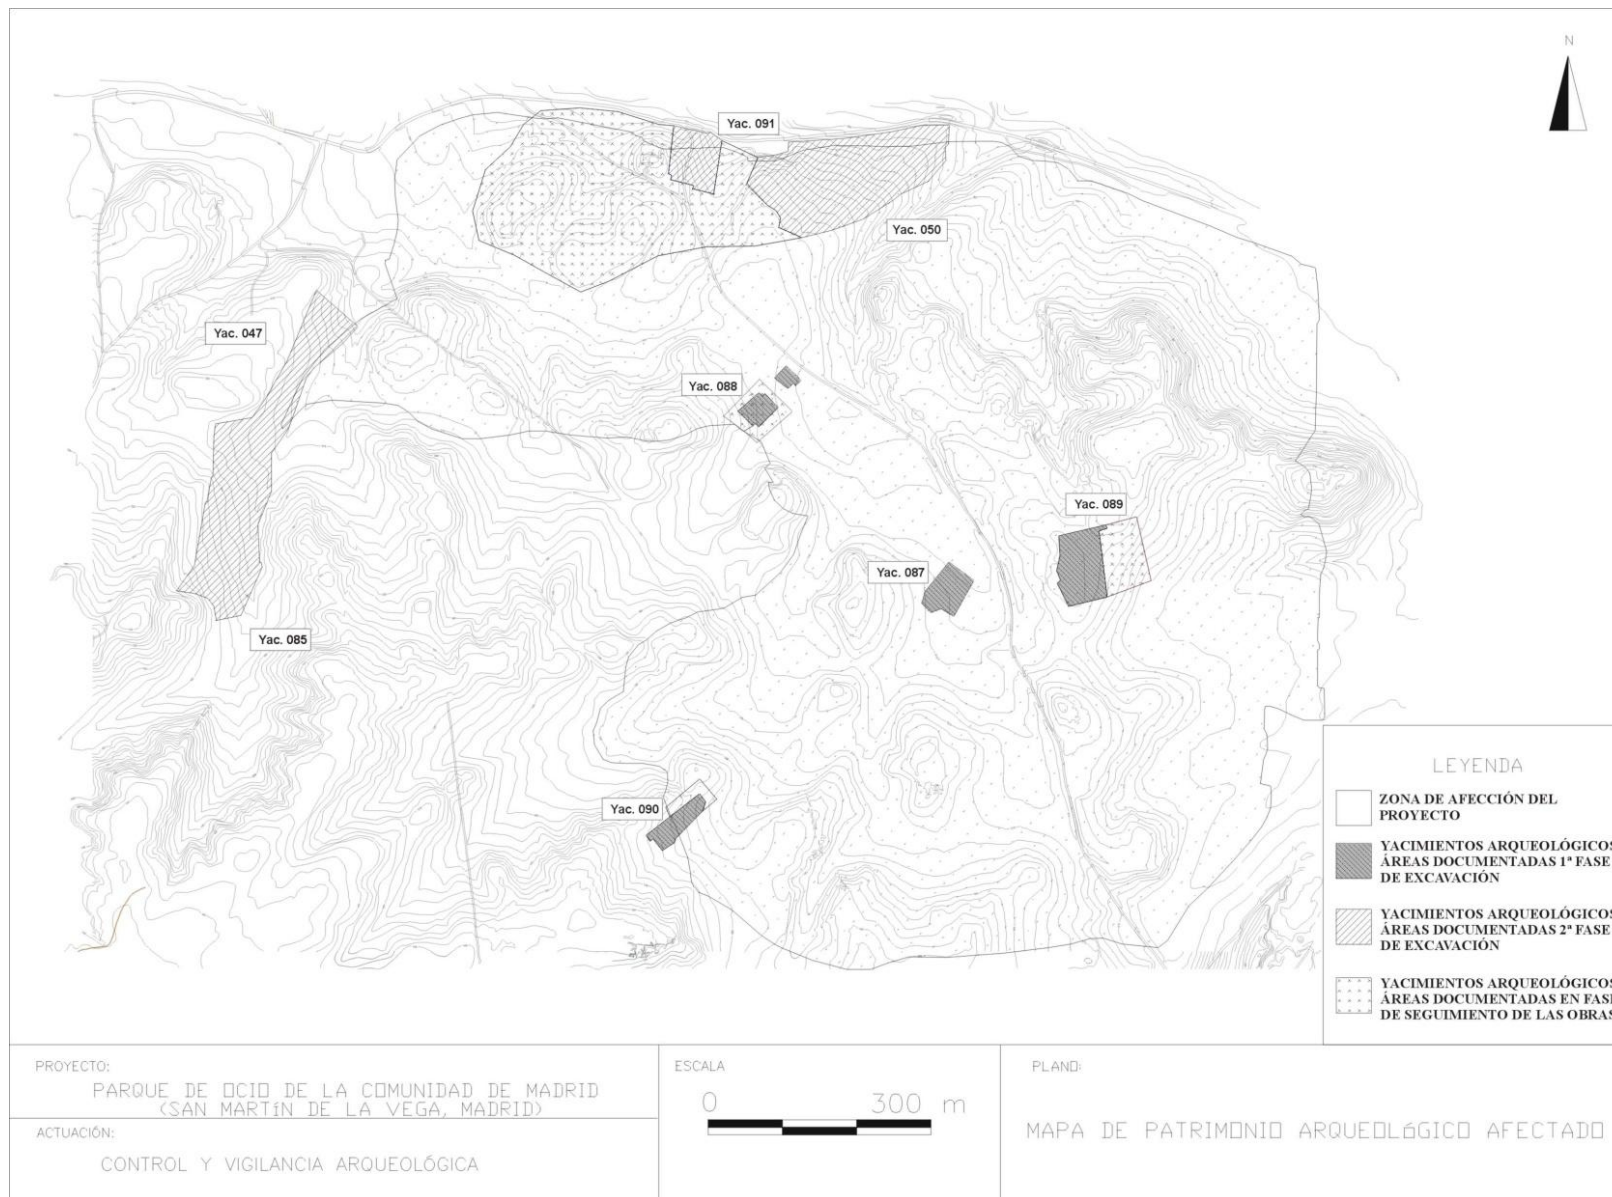 N
Yac. 091
Yac. 050
Yac. 047
Yac. 088
Yac. 089
Yac. 087
Yac. 085
Yac. 090
LEYENDA
ZONA DE AFECCIÓN DEL
PROYECTO
YACIMIENTOS ARQUEOLÓGICOS
ÁREAS DOCUMENTADAS 1ª FASE
DE EXCAVACIÓN
YACIMIENTOS ARQUEOLÓGICOS
ÁREAS DOCUMENTADAS 2ª FASE
DE EXCAVACIÓN
YACIMIENTOS ARQUEOLÓGICOS
ÁREAS DOCUMENTADAS EN FASE
DE SEGUIMIENTO DE LAS OBRAS
PROYECTO:
PARQUE DE OCIO DE LA COMUNIDAD DE MADRID
(SAN MARTíN DE LA VEGA, MADRID)
ACTUACIÓN:
CONTROL Y VIGILANCIA ARQUEOLÓGICA
ESCALA
0 300 m
PLANO:
MAPA DE PATRIMONIO ARQUEOLóGICO AFECTADO